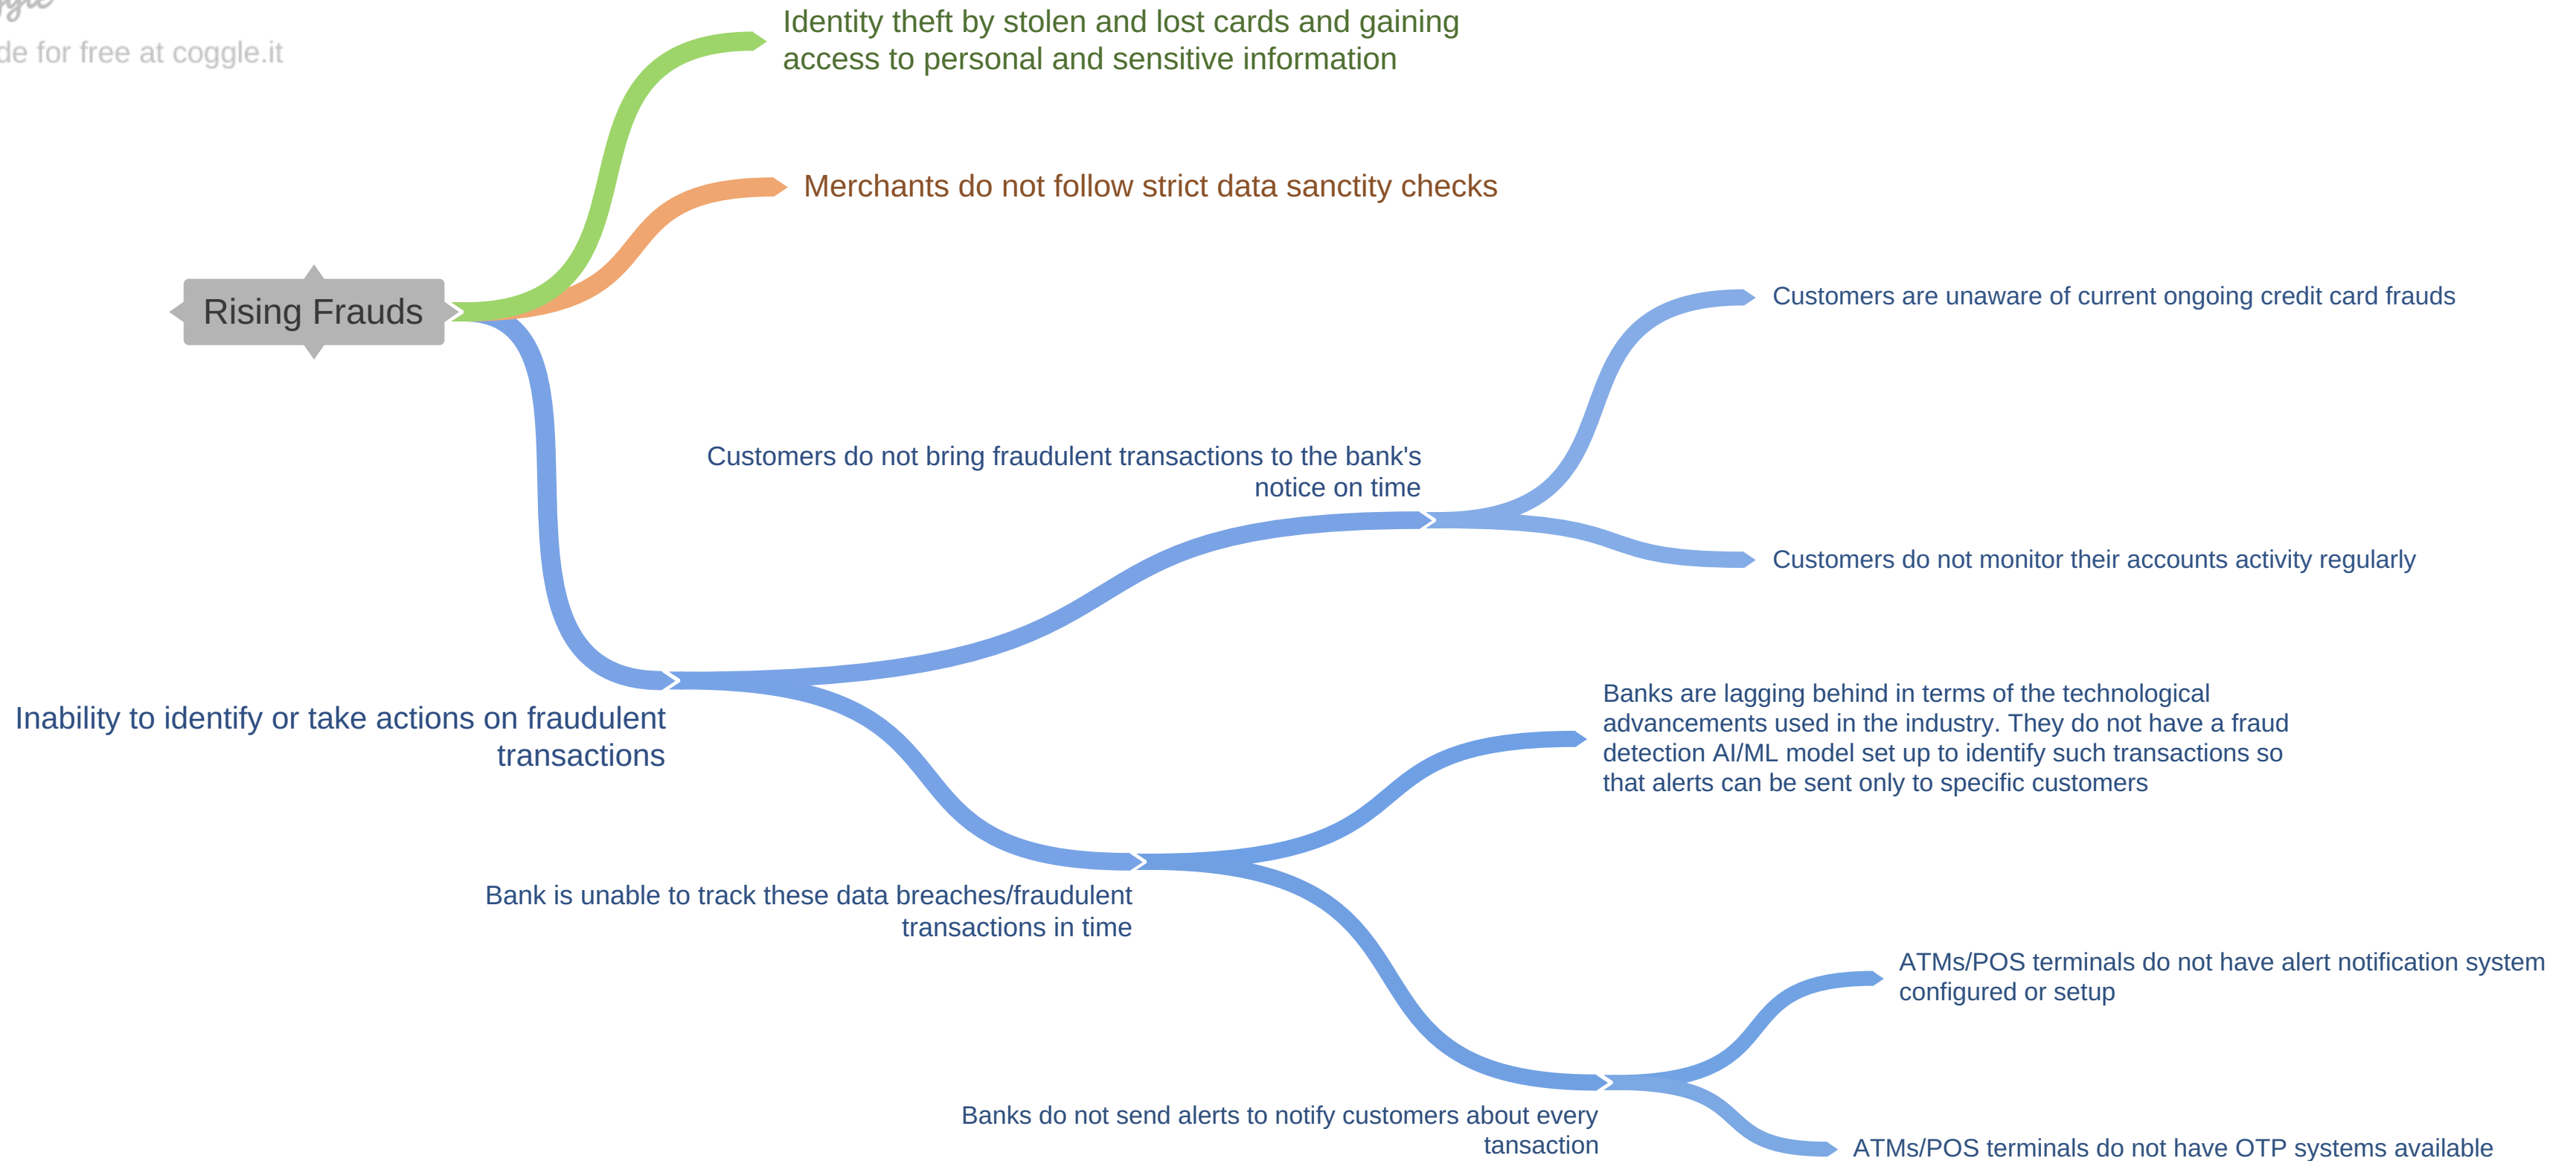 for free at coggle.it
Identity theft by stolen and lost cards and gaining
access to personal and sensitive information
Merchants do not follow strict data sanctity checks
Rising Frauds
Customers are unaware of current ongoing credit card frauds
Customers do not bring fraudulent transactions to the bank's
notice on time
Customers do not monitor their accounts activity regularly
Inability to identify or take actions on fraudulent
transactions
Banks are lagging behind in terms of the technological
advancements used in the industry. They do not have a fraud
detection AI/ML model set up to identify such transactions so
that alerts can be sent only to specific customers
Bank is unable to track these data breaches/fraudulent
transactions in time
ATMs/POS terminals do not have alert notification system
configured or setup
Banks do not send alerts to notify customers about every
tansaction
ATMs/POS terminals do not have OTP systems available